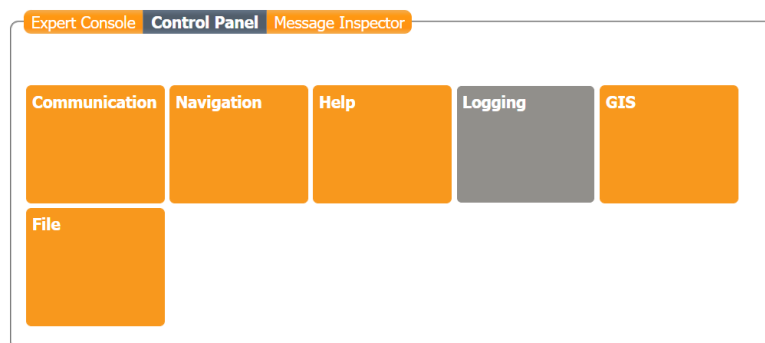 Expert Console Control Panel Message Inspector
Communication Navigation Help Logging GIS
File